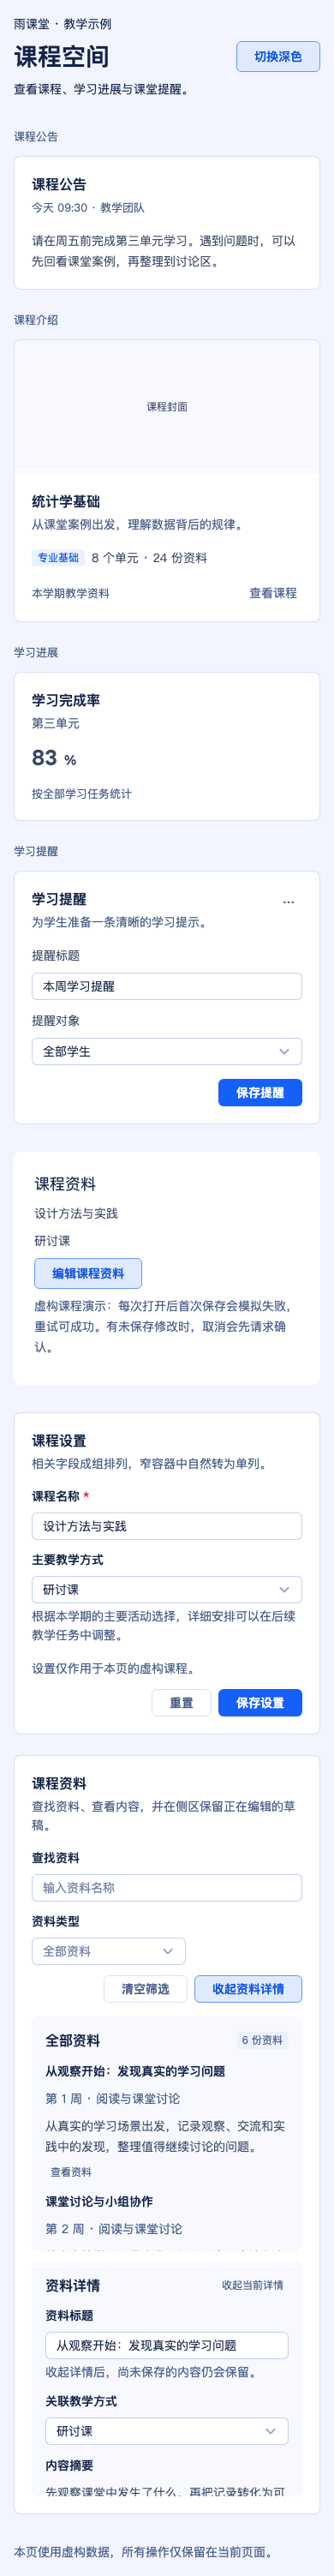 雨课堂 · 教学示例
课程空间
切换深色
查看课程、学习进展与课堂提醒。
课程公告
课程公告
今天 09:30 · 教学团队
请在周五前完成第三单元学习。遇到问题时，可以
先回看课堂案例，再整理到讨论区。
课程介绍
课程封面
统计学基础
从课堂案例出发，理解数据背后的规律。
专业基础 8 个单元 · 24 份资料
本学期教学资料 查看课程
学习进展
学习完成率
第三单元
83 %
按全部学习任务统计
学习提醒
学习提醒 ...
为学生准备一条清晰的学习提示。
提醒标题
本周学习提醒
提醒对象
全部学生
保存提醒
课程资料
设计方法与实践
研讨课
编辑课程资料
虚构课程演示：每次打开后首次保存会模拟失败，
重试可成功。有未保存修改时，取消会先请求确
认。
课程设置
相关字段成组排列，窄容器中自然转为单列。
课程名称 *
设计方法与实践
主要教学方式
研讨课
根据本学期的主要活动选择，详细安排可以在后续
教学任务中调整。
设置仅作用于本页的虚构课程。
重置 保存设置
课程资料
查找资料、查看内容，并在侧区保留正在编辑的草
稿。
查找资料
输入资料名称
资料类型
全部资料
清空筛选 收起资料详情
全部资料 6 份资料
从观察开始：发现真实的学习问题
第 1 周 · 阅读与课堂讨论
从真实的学习场景出发，记录观察、交流和实
践中的发现，整理值得继续讨论的问题。
查看资料
课堂讨论与小组协作
第 2 周 · 阅读与课堂讨论
资料详情 收起当前详情
资料标题
从观察开始：发现真实的学习问题
收起详情后，尚未保存的内容仍会保留。
关联教学方式
研讨课
内容摘要
先观察课堂中发生了什么，再把记录转化为可
本页使用虚构数据，所有操作仅保留在当前页面。